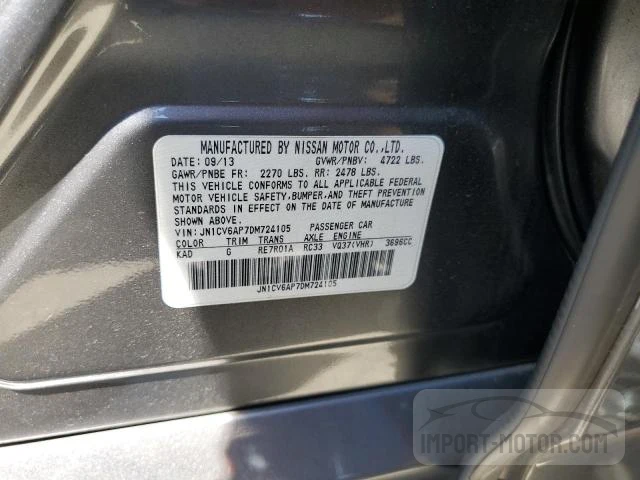 MANUFACTURED BY NISSAN MOTOR CO.,LTD.
DATE: 09/13 GVWR/PNBV: 4722 LBS.
GAWR/PNBE FR: 2270 LBS. RR: 2478 LBS.
THIS VEHICLE CONFORMS TO ALL APPLICABLE FEDERAL
MOTOR VEHICLE SAFETY,BUMPER,AND THEFT PREVENTION
STANDARDS IN EFFECT ON THE DATE OF MANUFACTURE
SHOWN ABOVE.
VIN: JN1CV6AP7DM724105 PASSENGER CAR
COLOR TRIM TRANS AXLE ENGINE
KAD G RE7R01A RC33 VQ37(VHR) 3696CC
JN1CV6AP7DM724105
IMPORT-MOTOR.COM